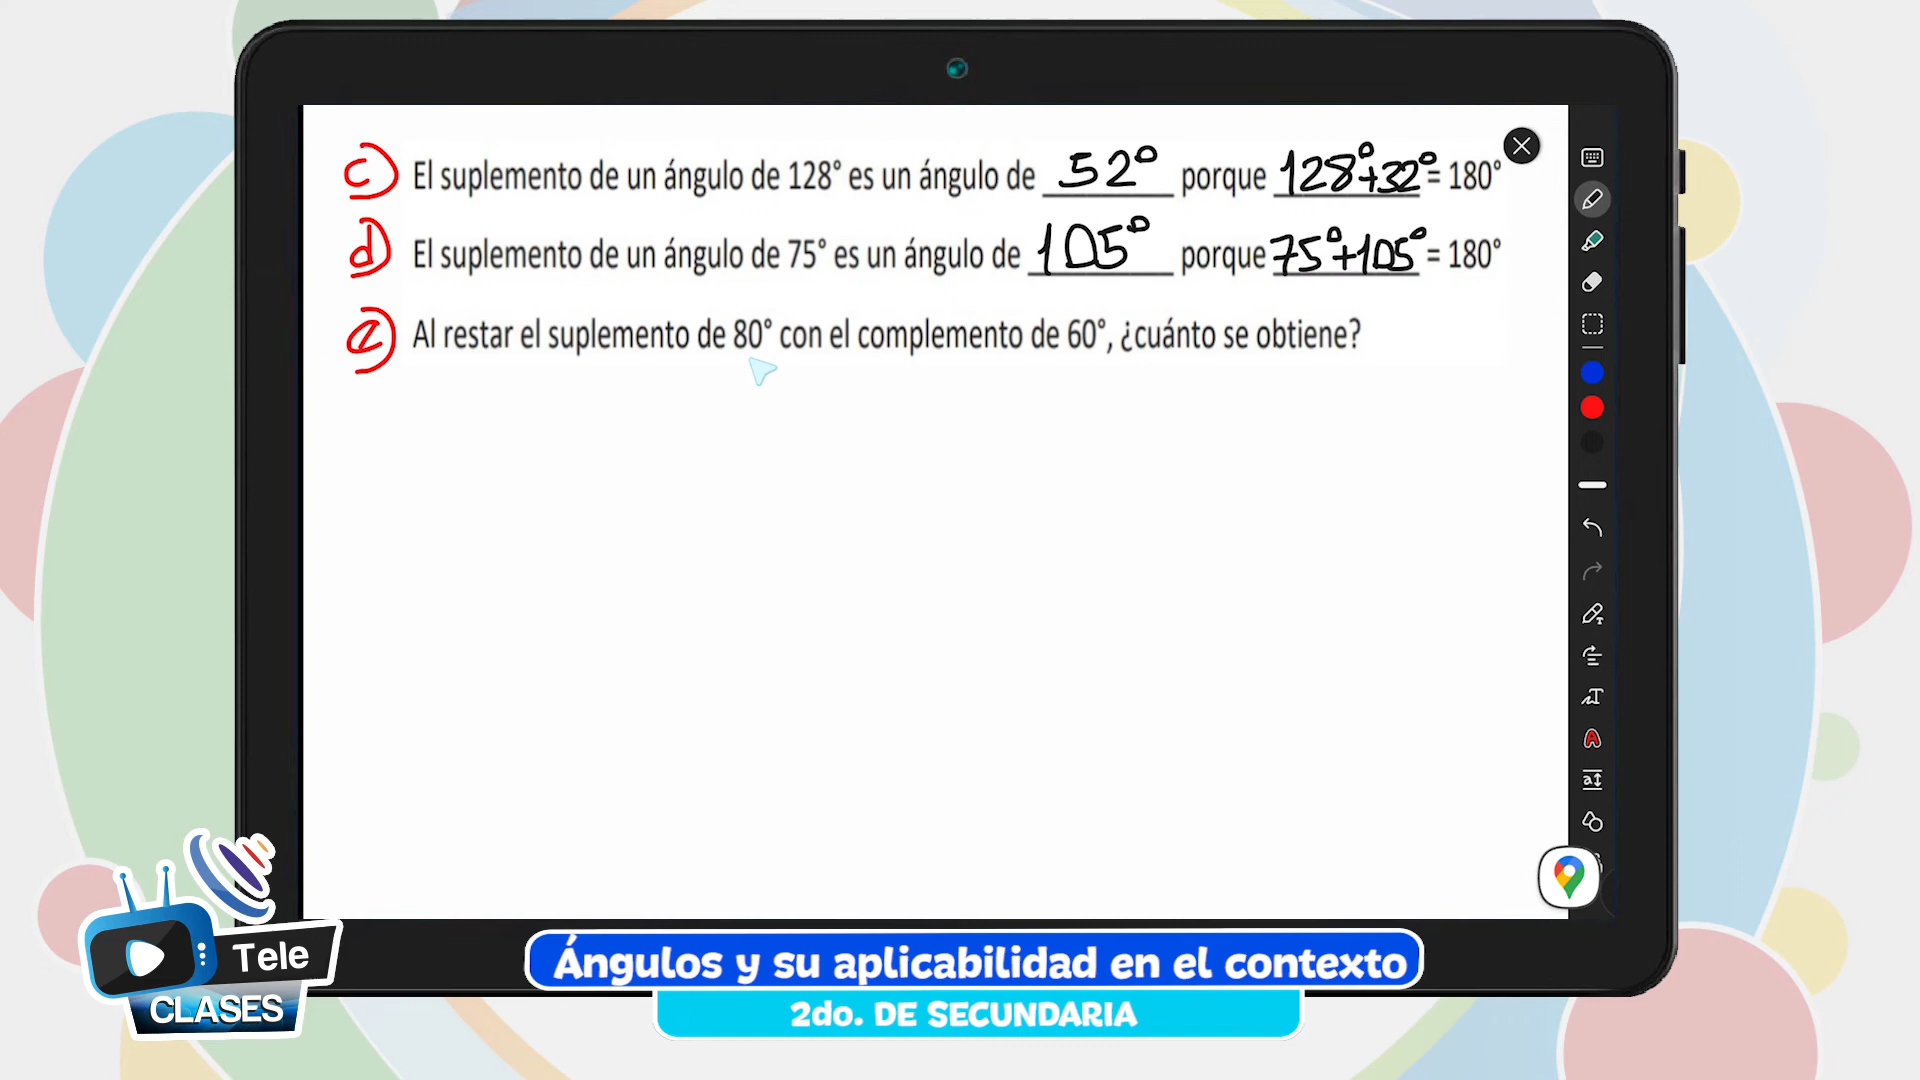 c) El suplemento de un ángulo de 128° es un ángulo de 52° porque 128°+32° = 180°
d) El suplemento de un ángulo de 75° es un ángulo de 105° porque 75°+105° = 180°
e) Al restar el suplemento de 80° con el complemento de 60°, ¿cuánto se obtiene?
Tele
CLASES
Ángulos y su aplicabilidad en el contexto
2do. DE SECUNDARIA